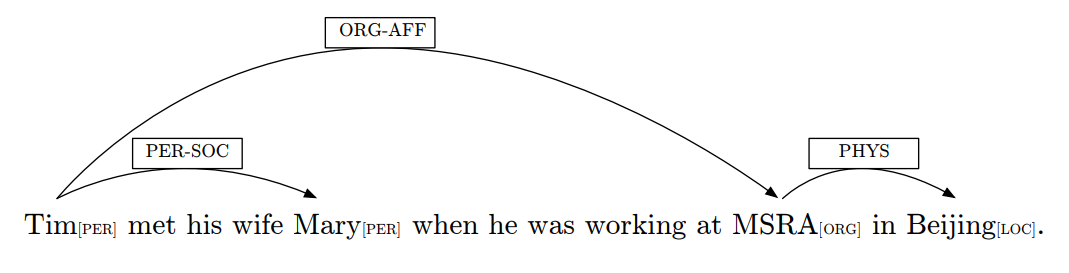 ORG-AFF
PER-SOC PHYS
Tim[PER] met his wife Mary[PER] when he was working at MSRA[ORG] in Beijing[LOC].